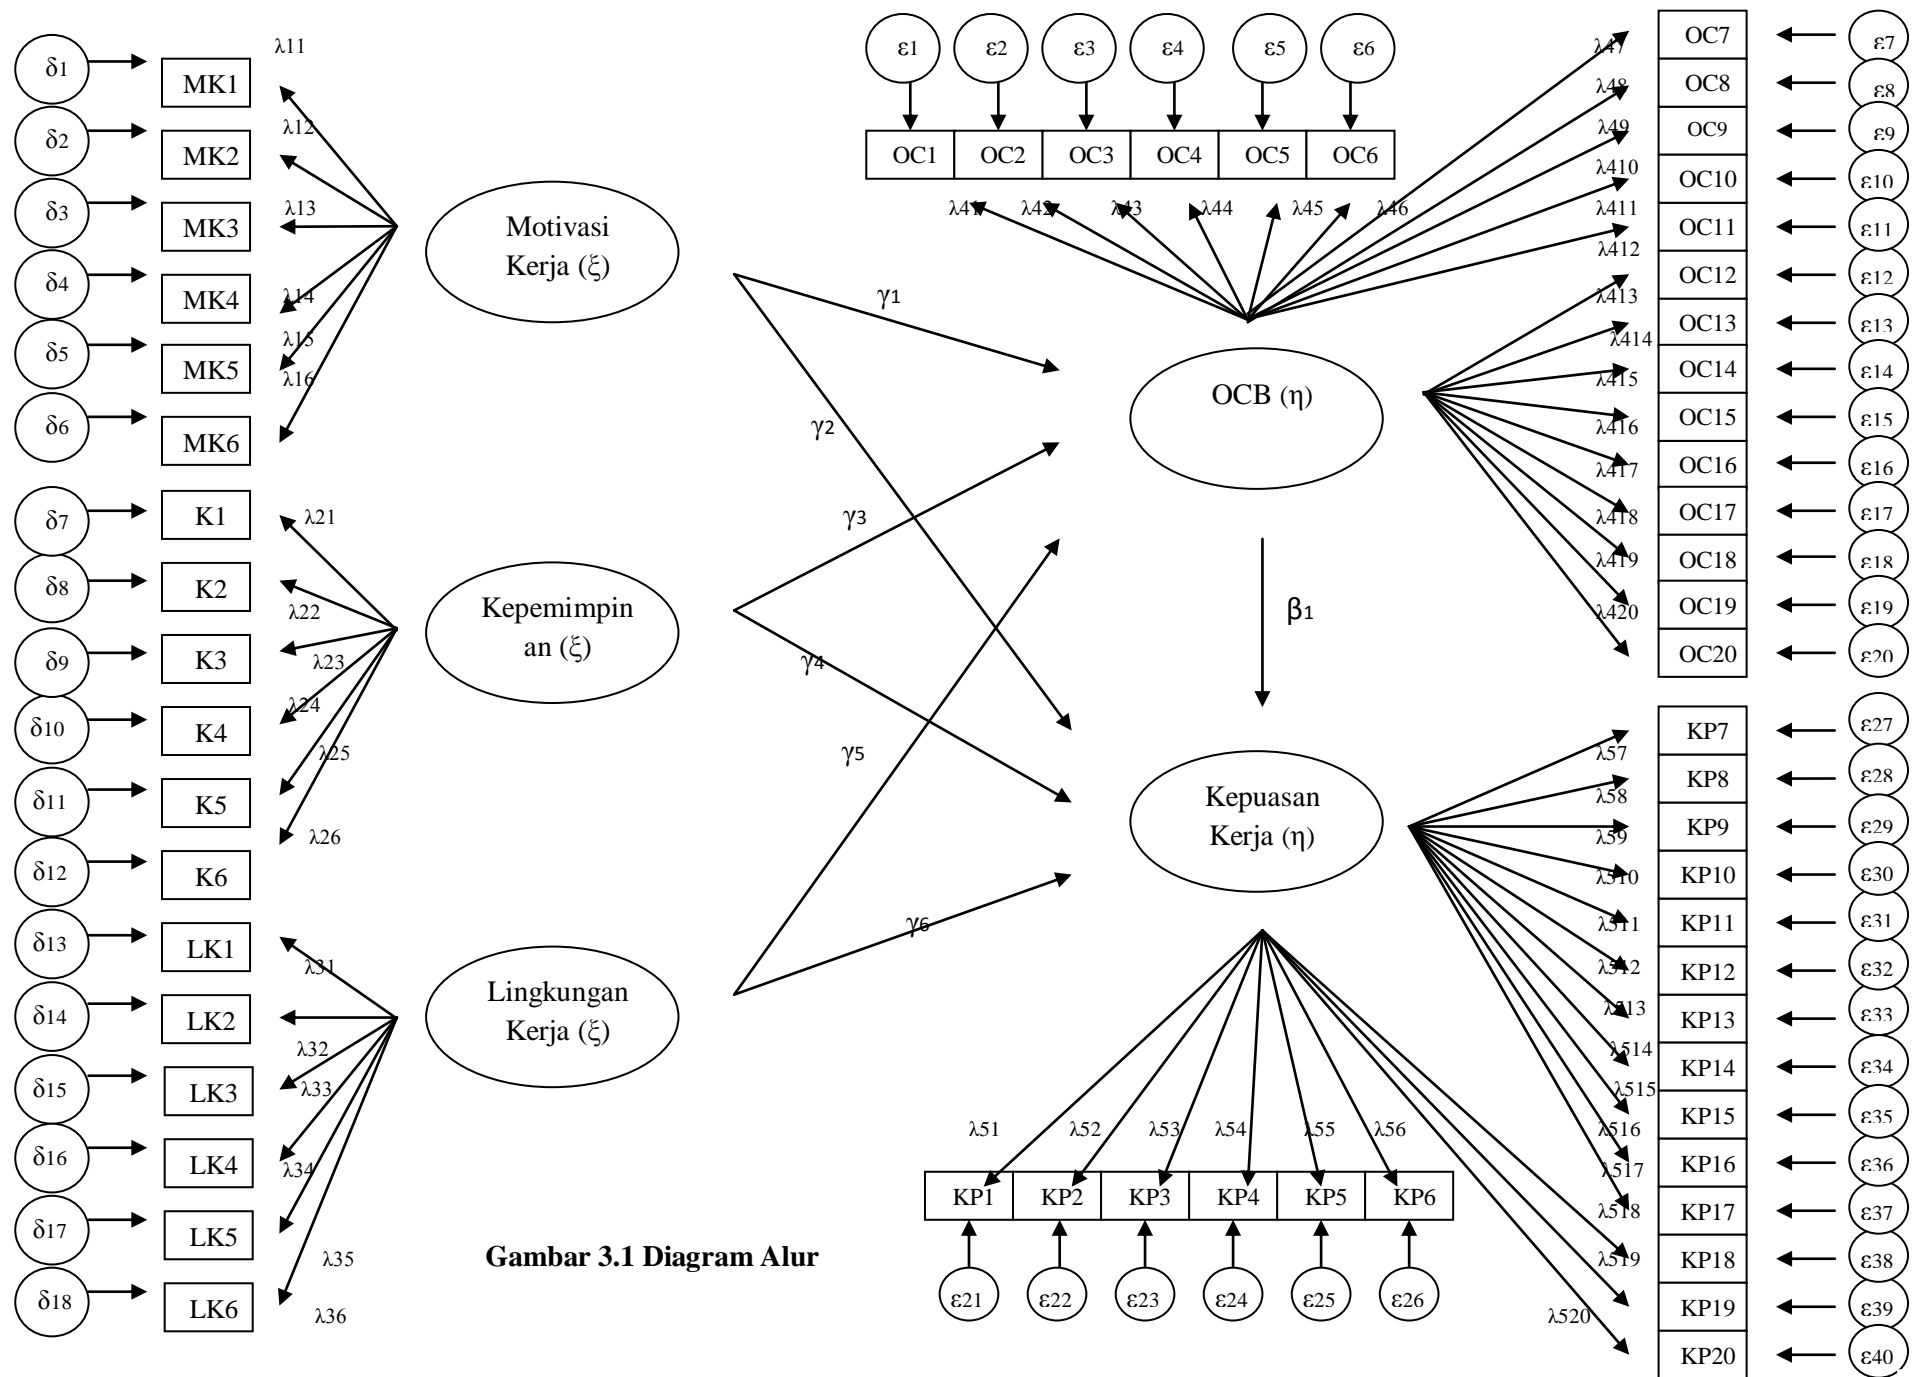 δ1
MK1
λ11
δ2
MK2
λ12
δ3
MK3
λ13
δ4
MK4
λ14
δ5
MK5
λ15
δ6
MK6
λ16
Motivasi
Kerja (ξ)
δ7
K1
λ21
δ8
K2
λ22
δ9
K3
λ23
δ10
K4
λ24
δ11
K5
λ25
δ12
K6
λ26
Kepemimpin
an (ξ)
δ13
LK1
λ31
δ14
LK2
λ32
δ15
LK3
λ33
δ16
LK4
λ34
δ17
LK5
λ35
δ18
LK6
λ36
Lingkungan
Kerja (ξ)
γ1
γ2
γ3
γ4
γ5
γ6
β1
ε1 ε2 ε3 ε4 ε5 ε6
OC1 OC2 OC3 OC4 OC5 OC6
λ41 λ42 λ43 λ44 λ45 λ46
OCB (η)
λ47
OC7
ε7
λ48
OC8
ε8
λ49
OC9
ε9
λ410
OC10
ε10
λ411
OC11
ε11
λ412
OC12
ε12
λ413
OC13
ε13
λ414
OC14
ε14
λ415
OC15
ε15
λ416
OC16
ε16
λ417
OC17
ε17
λ418
OC18
ε18
λ419
OC19
ε19
λ420
OC20
ε20
Kepuasan
Kerja (η)
λ57
KP7
ε27
λ58
KP8
ε28
λ59
KP9
ε29
λ510
KP10
ε30
λ511
KP11
ε31
λ512
KP12
ε32
λ513
KP13
ε33
λ514
KP14
ε34
λ515
KP15
ε35
λ516
KP16
ε36
λ517
KP17
ε37
λ518
KP18
ε38
λ519
KP19
ε39
λ520
KP20
ε40
λ51 λ52 λ53 λ54 λ55 λ56
KP1 KP2 KP3 KP4 KP5 KP6
ε21 ε22 ε23 ε24 ε25 ε26
Gambar 3.1 Diagram Alur